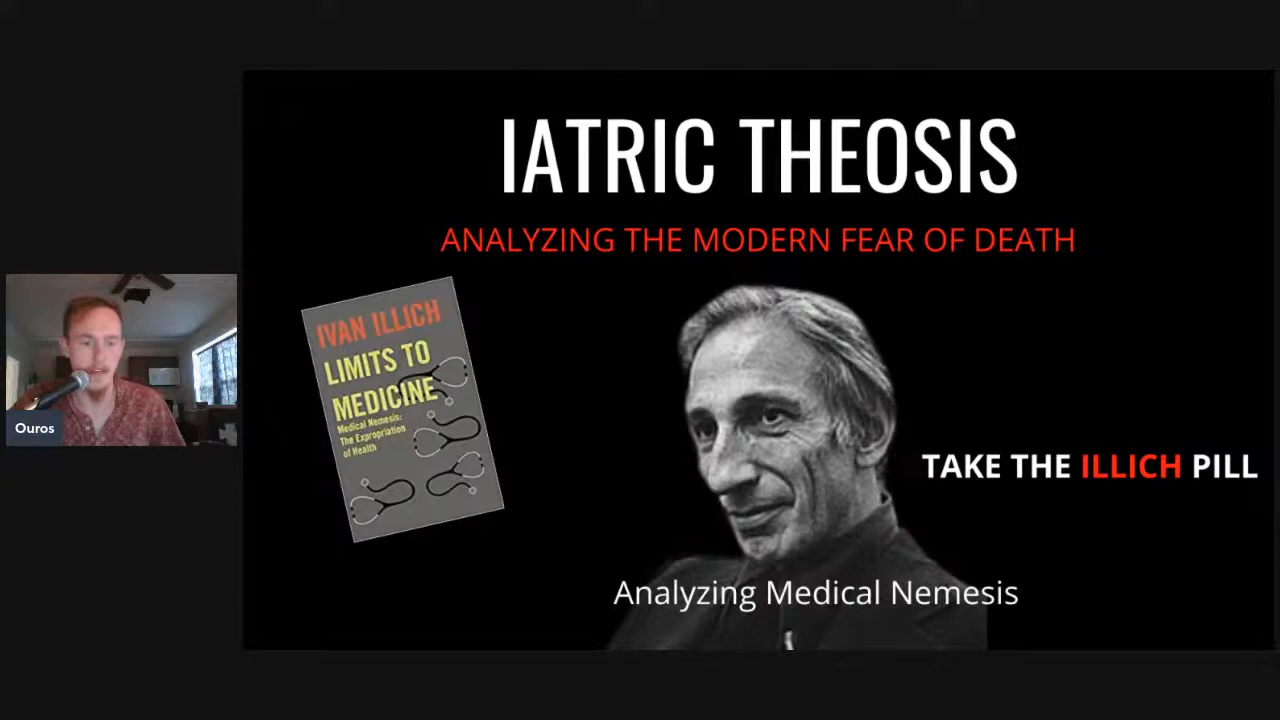 IATRIC THEOSIS
ANALYZING THE MODERN FEAR OF DEATH
IVAN ILLICH
LIMITS TO
MEDICINE
Medical Nemesis:
The Expropriation
of Health
TAKE THE ILLICH PILL
Ouros
Analyzing Medical Nemesis